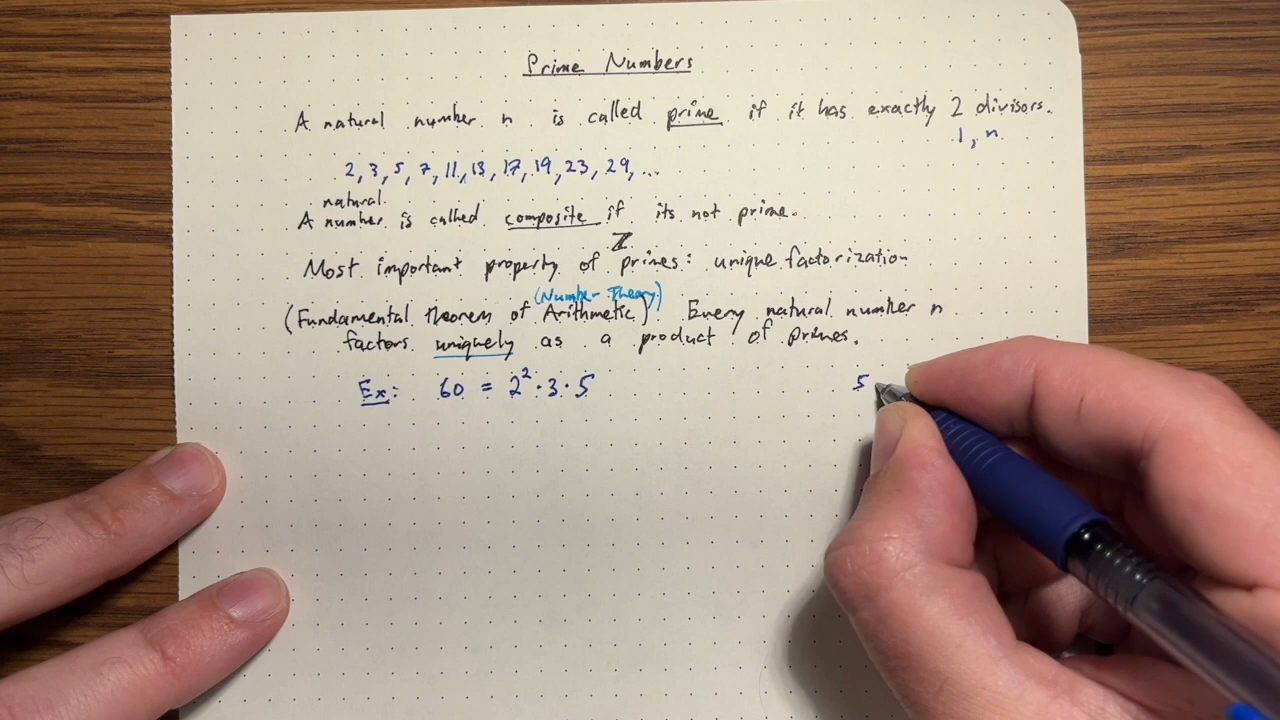 Prime Numbers
A natural number n is called prime if it has exactly 2 divisors.
1, n
2, 3, 5, 7, 11, 13, 17, 19, 23, 29, ...
natural
A number is called composite if its not prime.
ℤ
Most important property of primes: unique factorization
(Number Theory)
(Fundamental theorem of Arithmetic) Every natural number n
factors uniquely as a product of primes.
Ex: 60 = 2²·3·5
5